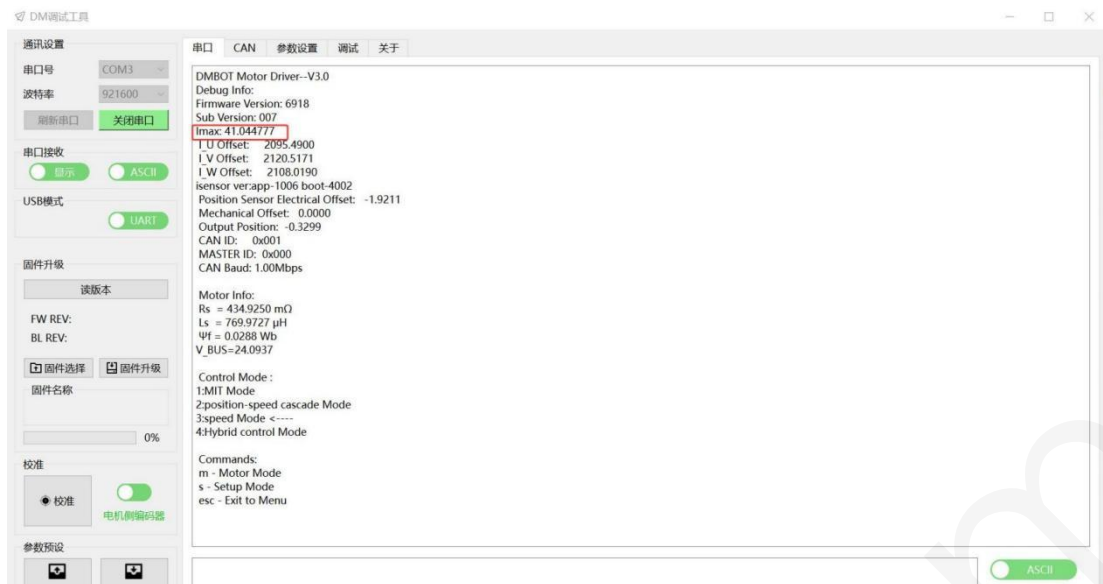 DM调试工具
通讯设置
串口号 COM3
波特率 921600
刷新串口 关闭串口
串口接收
显示 ASCII
USB模式
UART
固件升级
读版本
FW REV:
BL REV:
固件选择 固件升级
固件名称
0%
校准
校准
电机侧编码器
参数预设
串口 CAN 参数设置 调试 关于
DMBOT Motor Driver--V3.0
Debug Info:
Firmware Version: 6918
Sub Version: 007
Imax: 41.044777
I_U Offset: 2095.4900
I_V Offset: 2120.5171
I_W Offset: 2108.0190
isensor ver:app-1006 boot-4002
Position Sensor Electrical Offset: -1.9211
Mechanical Offset: 0.0000
Output Position: -0.3299
CAN ID: 0x001
MASTER ID: 0x000
CAN Baud: 1.00Mbps
Motor Info:
Rs = 434.9250 mΩ
Ls = 769.9727 μH
Ψf = 0.0288 Wb
V_BUS=24.0937
Control Mode :
1:MIT Mode
2:position-speed cascade Mode
3:speed Mode <----
4:Hybrid control Mode
Commands:
m - Motor Mode
s - Setup Mode
esc - Exit to Menu
ASCII